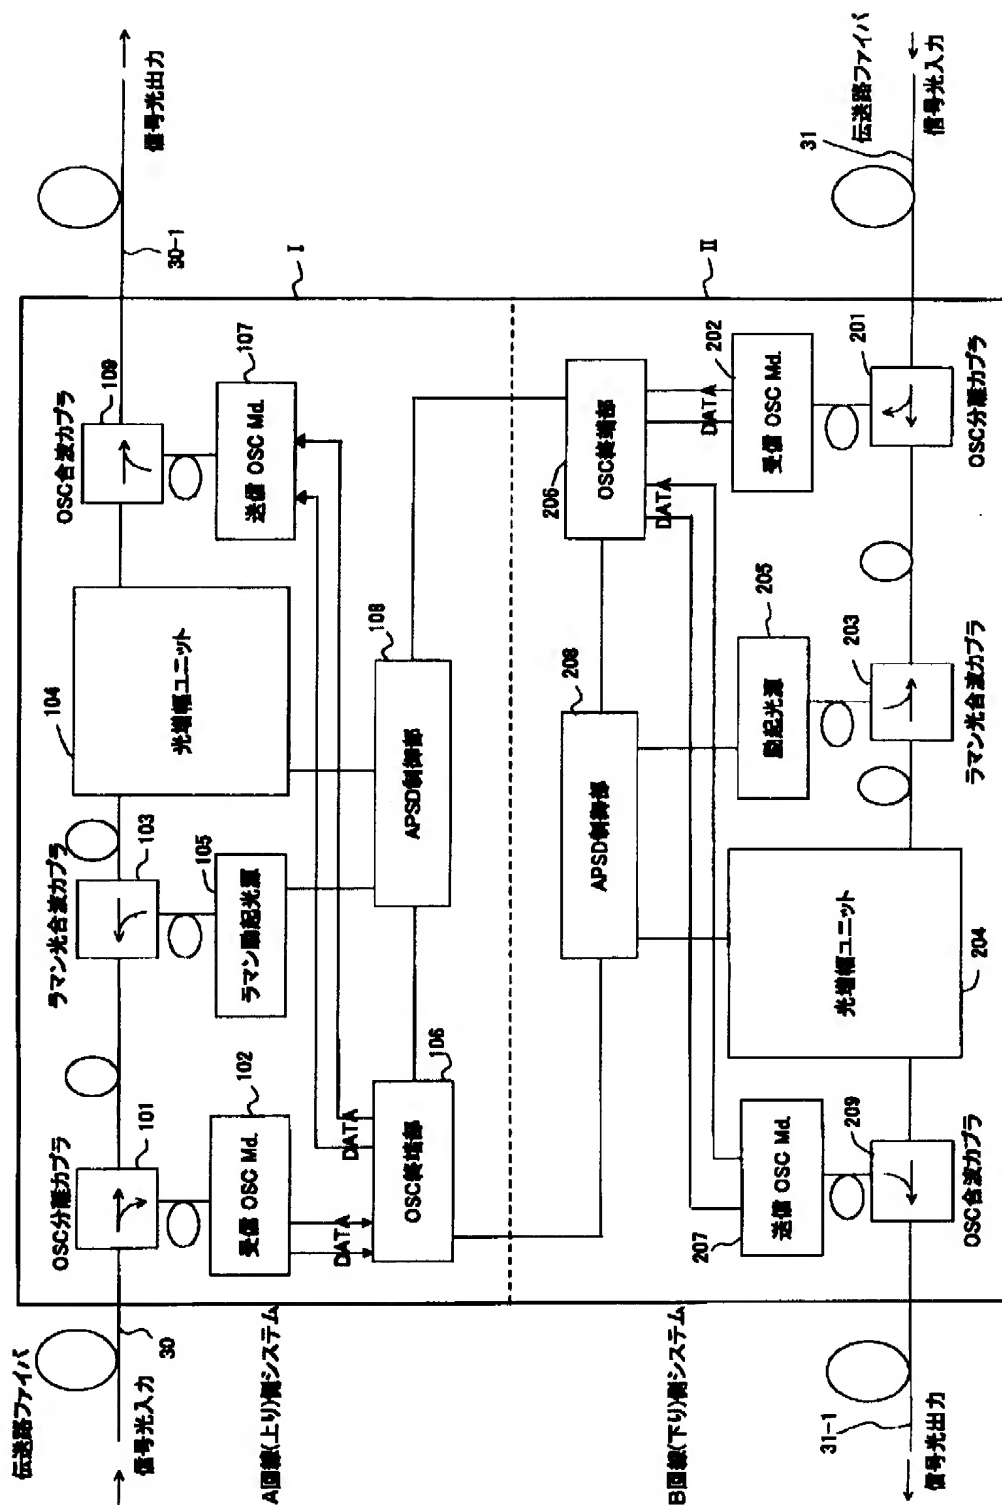 伝送路ファイバ
信号光入力
30
OSC分離カプラ
101
受信 OSC Md.
102
DATA
OSC終端部
106
DATA
ラマン光合波カプラ
103
ラマン励起光源
105
104
光増幅ユニット
APSD制御部
108
OSC合波カプラ
109
送信 OSC Md.
107
30-1
信号光出力
I
A回線(上り)側システム
II
B回線(下り)側システム
伝送路ファイバ
31
信号光入力
OSC分離カプラ
201
受信 OSC Md.
202
DATA
OSC終端部
206
DATA
ラマン光合波カプラ
203
励起光源
205
APSD制御部
208
光増幅ユニット
204
送信 OSC Md.
207
209
OSC合波カプラ
31-1
信号光出力